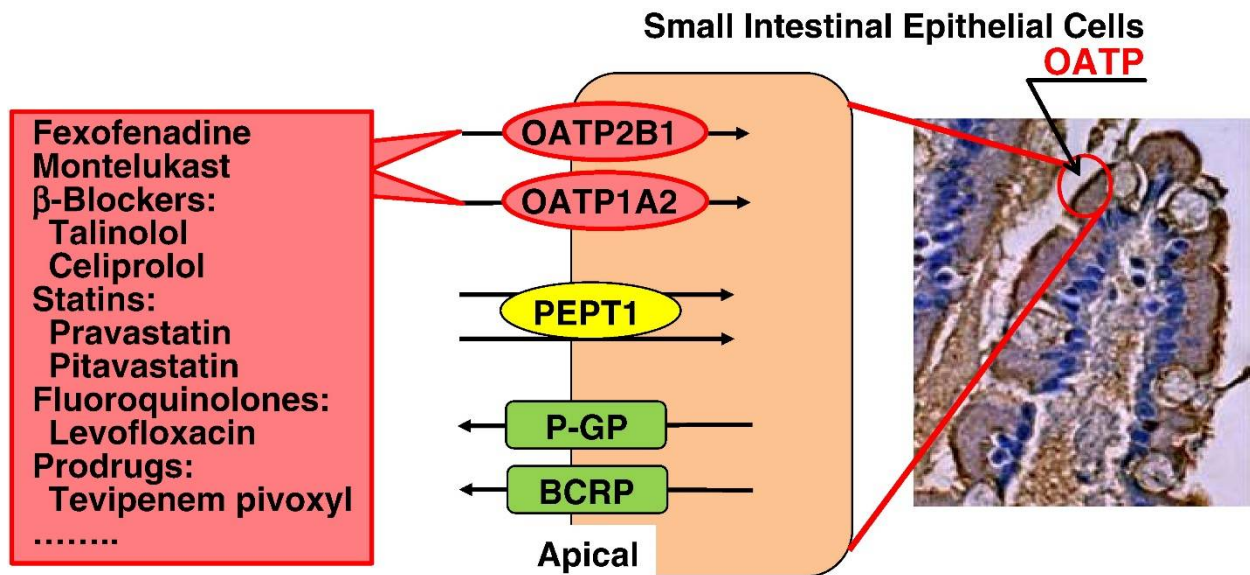 Small Intestinal Epithelial Cells
OATP
Fexofenadine
Montelukast
β-Blockers:
Talinolol
Celiprolol
Statins:
Pravastatin
Pitavastatin
Fluoroquinolones:
Levofloxacin
Prodrugs:
Tevipenem pivoxyl
……..
OATP2B1
OATP1A2
PEPT1
P-GP
BCRP
Apical